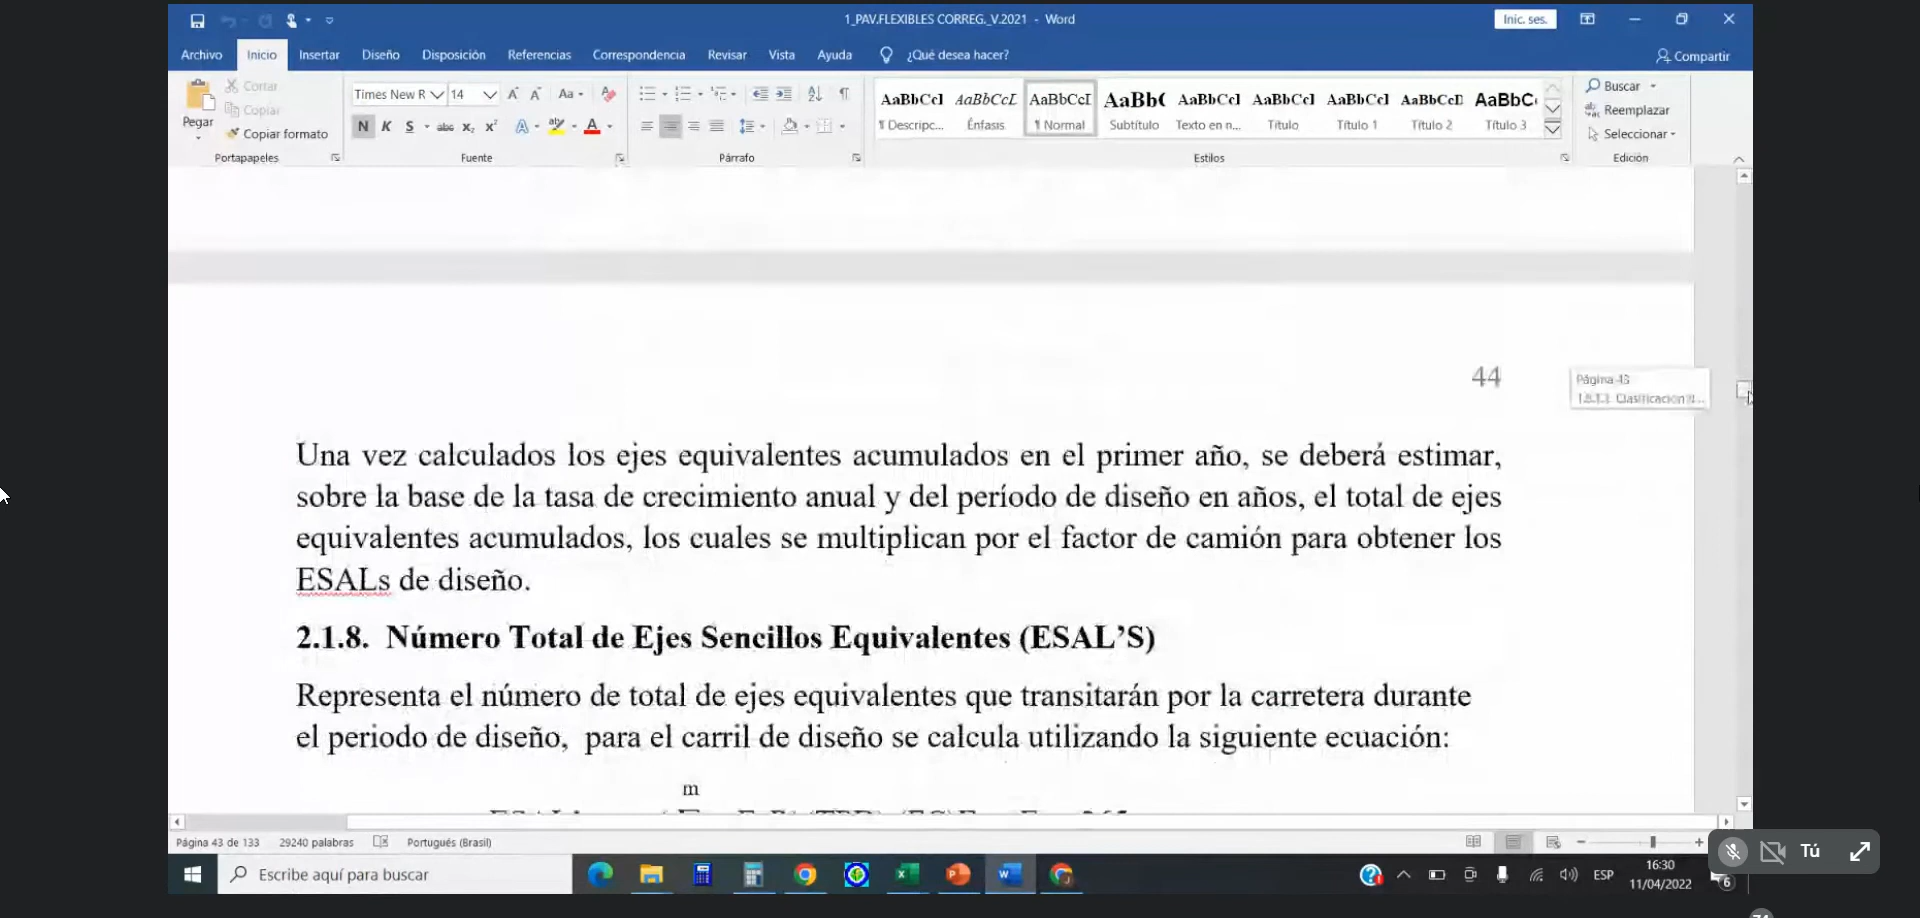 1_PAV.FLEXIBLES CORREG._V.2021 - Word
Inic. ses.
Archivo Inicio Insertar Diseño Disposición Referencias Correspondencia Revisar Vista Ayuda ¿Qué desea hacer? Compartir
Pegar
Cortar
Copiar
Copiar formato
Portapapeles
Times New R 14
Aa
N K S abc x₂ x² A aby A
Fuente
Párrafo
AaBbCcI AaBbCcL AaBbCcI AaBb( AaBbCcI AaBbCcI AaBbCcI AaBbCcD AaBbC
¶ Descripc... Énfasis ¶ Normal Subtítulo Texto en n... Título Título 1 Título 2 Título 3
Estilos
Buscar
Reemplazar
Seleccionar
Edición
44
Página 43
Una vez calculados los ejes equivalentes acumulados en el primer año, se deberá estimar,
sobre la base de la tasa de crecimiento anual y del período de diseño en años, el total de ejes
equivalentes acumulados, los cuales se multiplican por el factor de camión para obtener los
ESALs de diseño.
2.1.8. Número Total de Ejes Sencillos Equivalentes (ESAL’S)
Representa el número de total de ejes equivalentes que transitarán por la carretera durante
el periodo de diseño, para el carril de diseño se calcula utilizando la siguiente ecuación:
m
Página 43 de 133 29240 palabras Português (Brasil)
Tú
Escribe aquí para buscar
ESP
16:30
11/04/2022
6